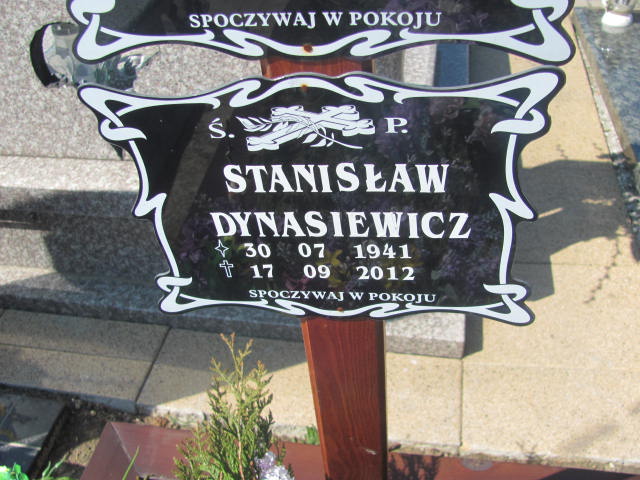 SPOCZYWAJ W POKOJU
Ś. P.
STANISŁAW
DYNASIEWICZ
30 07 1941
17 09 2012
SPOCZYWAJ W POKOJU